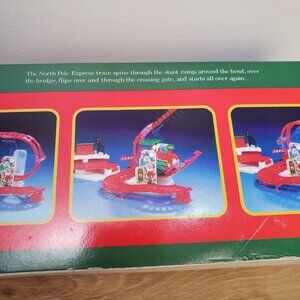 The North Pole Express train spins through the stunt ramp, around the bend, over
the bridge, flips over and through the crossing gate, and starts all over again...